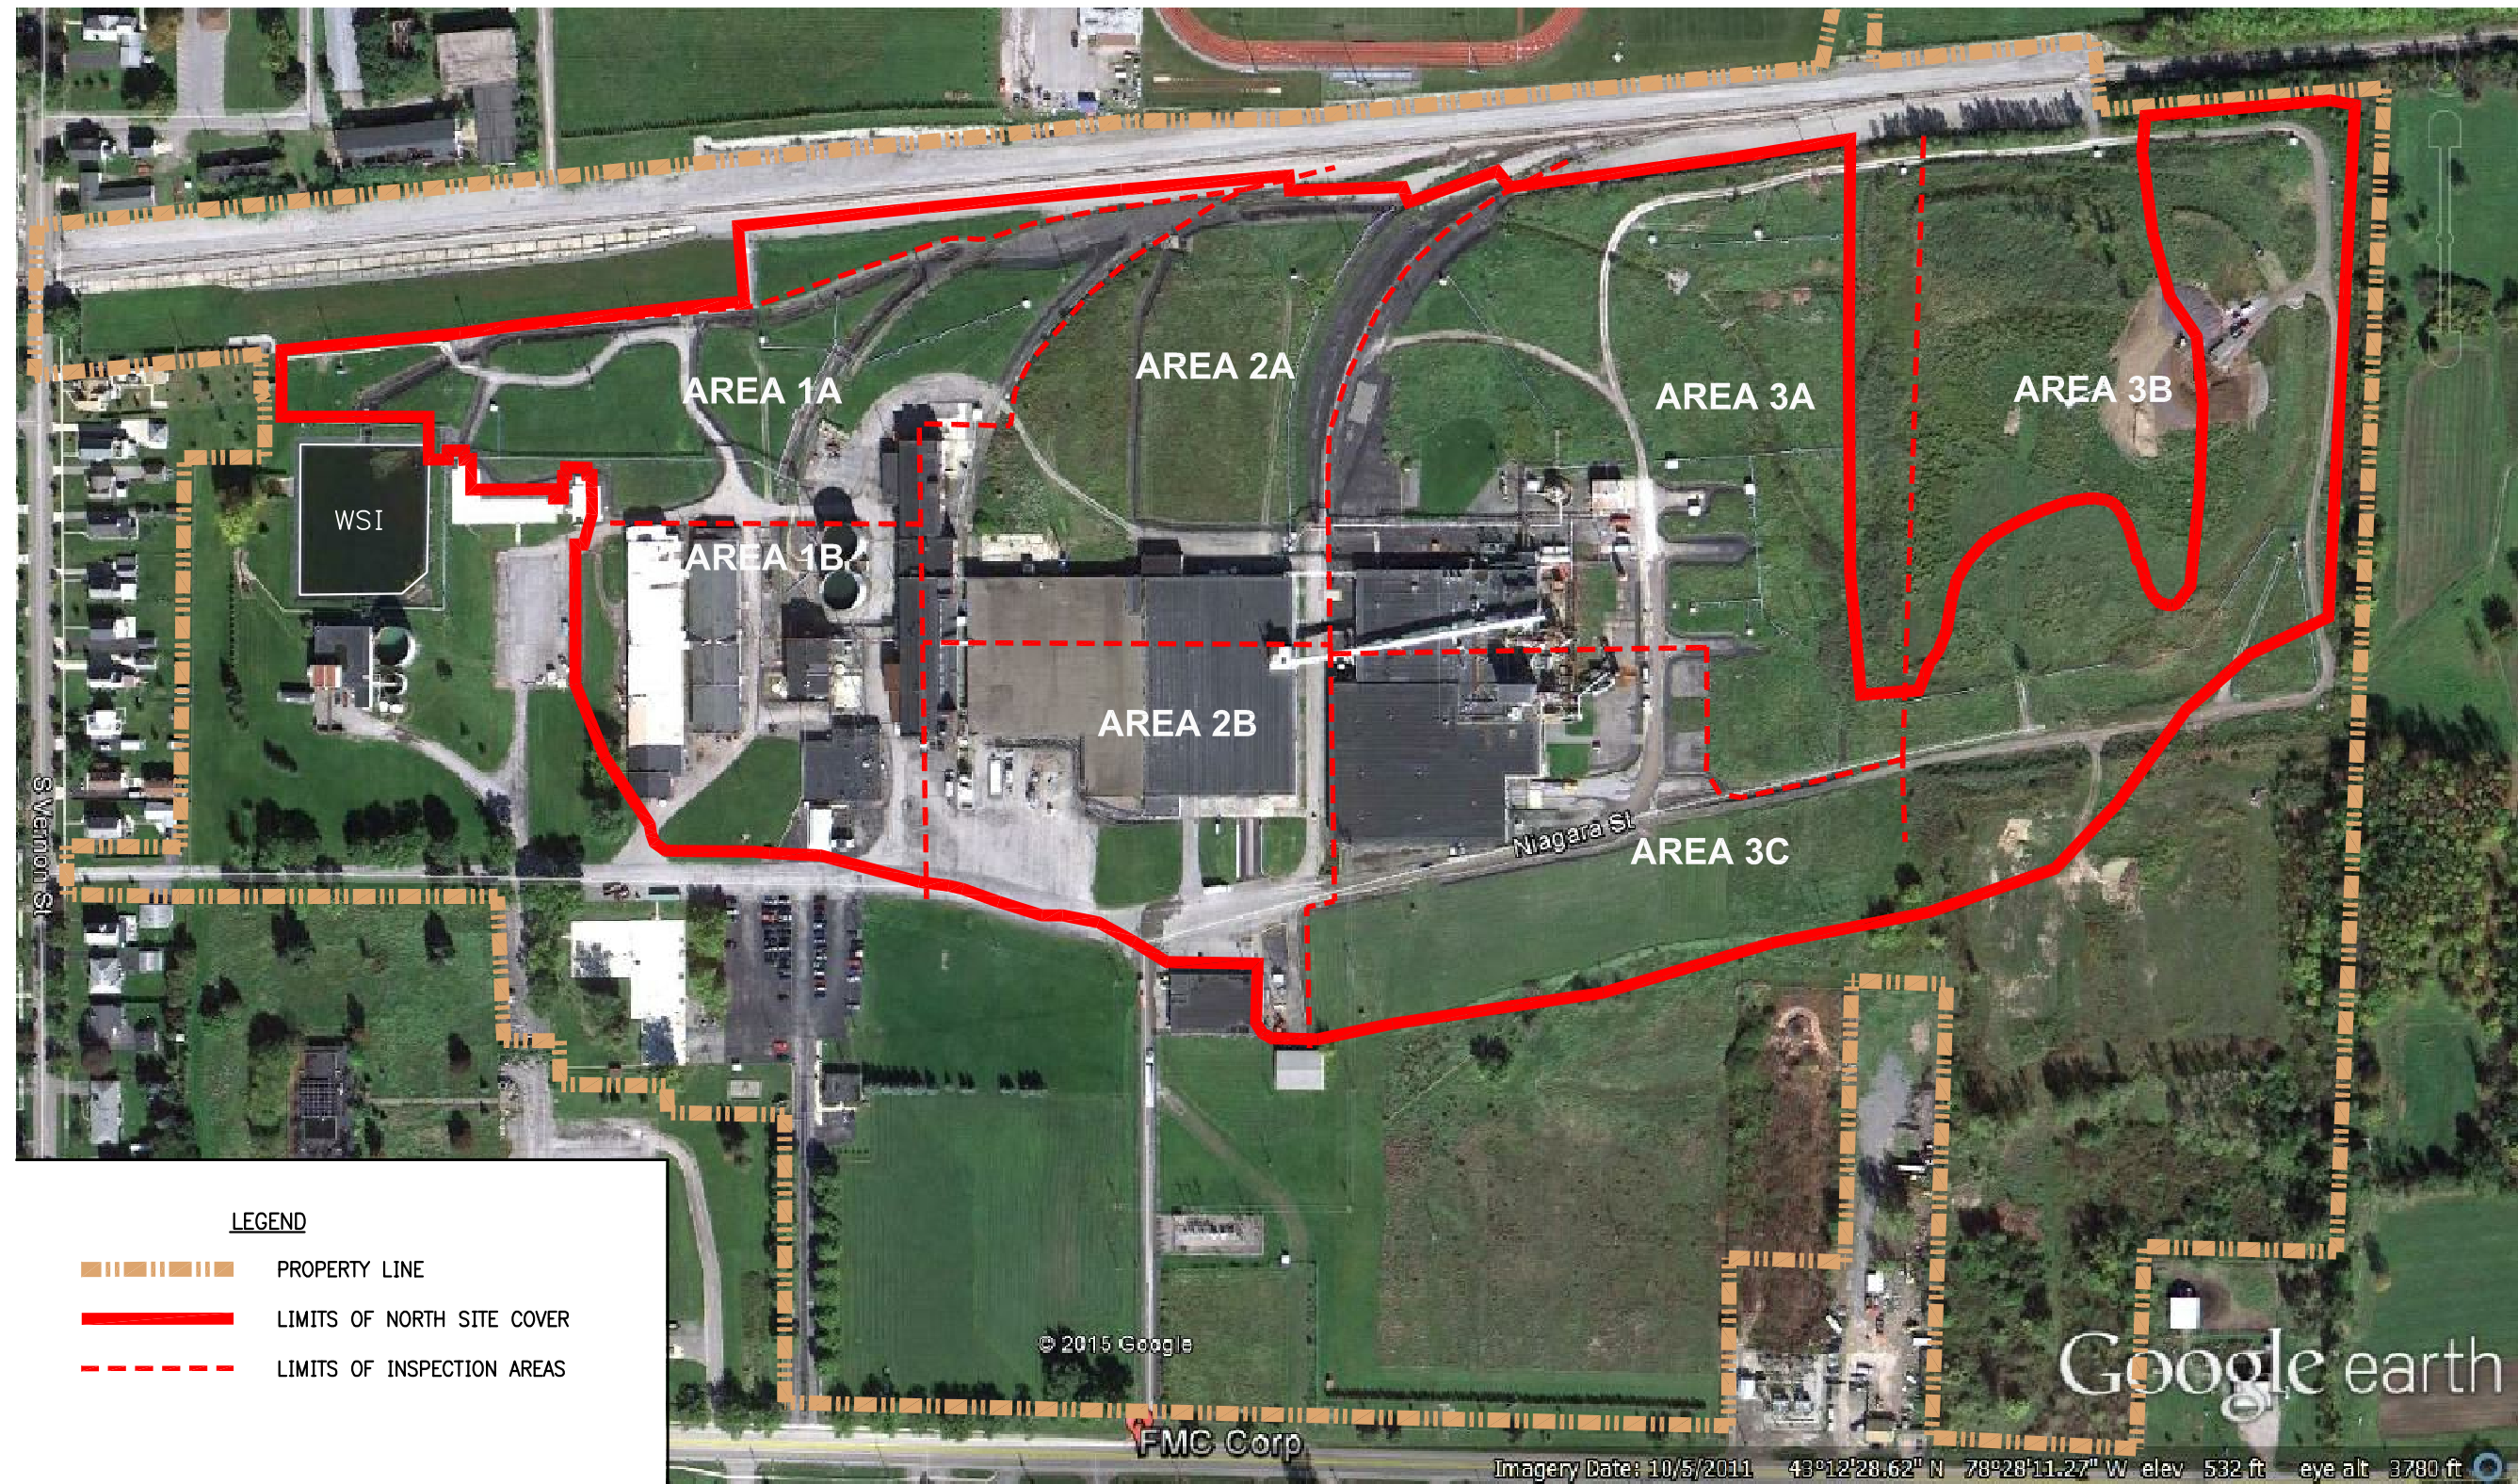 AREA 2A
AREA 1A
AREA 3A
AREA 3B
WSI
AREA 1B
AREA 2B
S Vernon St
Niagara St
AREA 3C
LEGEND
PROPERTY LINE
LIMITS OF NORTH SITE COVER
LIMITS OF INSPECTION AREAS
© 2015 Google
Google earth
FMC Corp
Imagery Date: 10/5/2011 43°12'28.62" N 78°28'11.27" W elev 532 ft eye alt 3780 ft